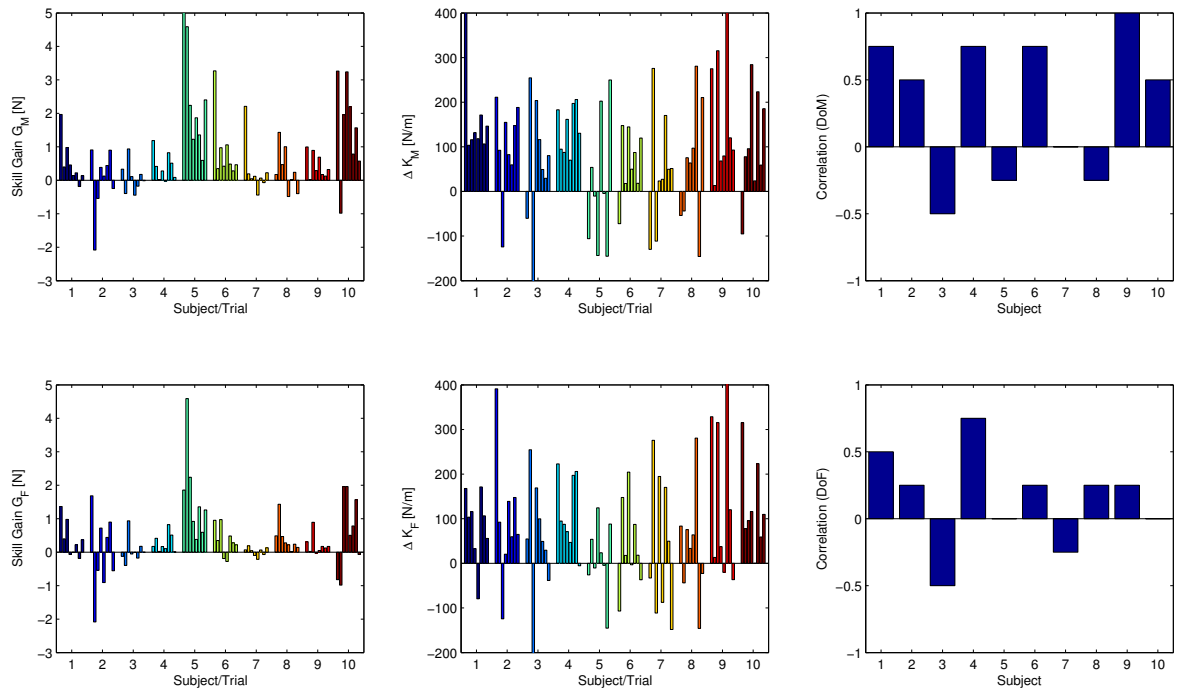 5
4
3
2
1
0
−1
−2
−3
1 2 3 4 5 6 7 8 9 10
Subject/Trial
Skill Gain G_M [N]
400
300
200
100
0
−100
−200
1 2 3 4 5 6 7 8 9 10
Subject/Trial
Δ K_M [N/m]
1
0.5
0
−0.5
−1
1 2 3 4 5 6 7 8 9 10
Subject
Correlation (DoM)
5
4
3
2
1
0
−1
−2
−3
1 2 3 4 5 6 7 8 9 10
Subject/Trial
Skill Gain G_F [N]
400
300
200
100
0
−100
−200
1 2 3 4 5 6 7 8 9 10
Subject/Trial
Δ K_F [N/m]
1
0.5
0
−0.5
−1
1 2 3 4 5 6 7 8 9 10
Subject
Correlation (DoF)